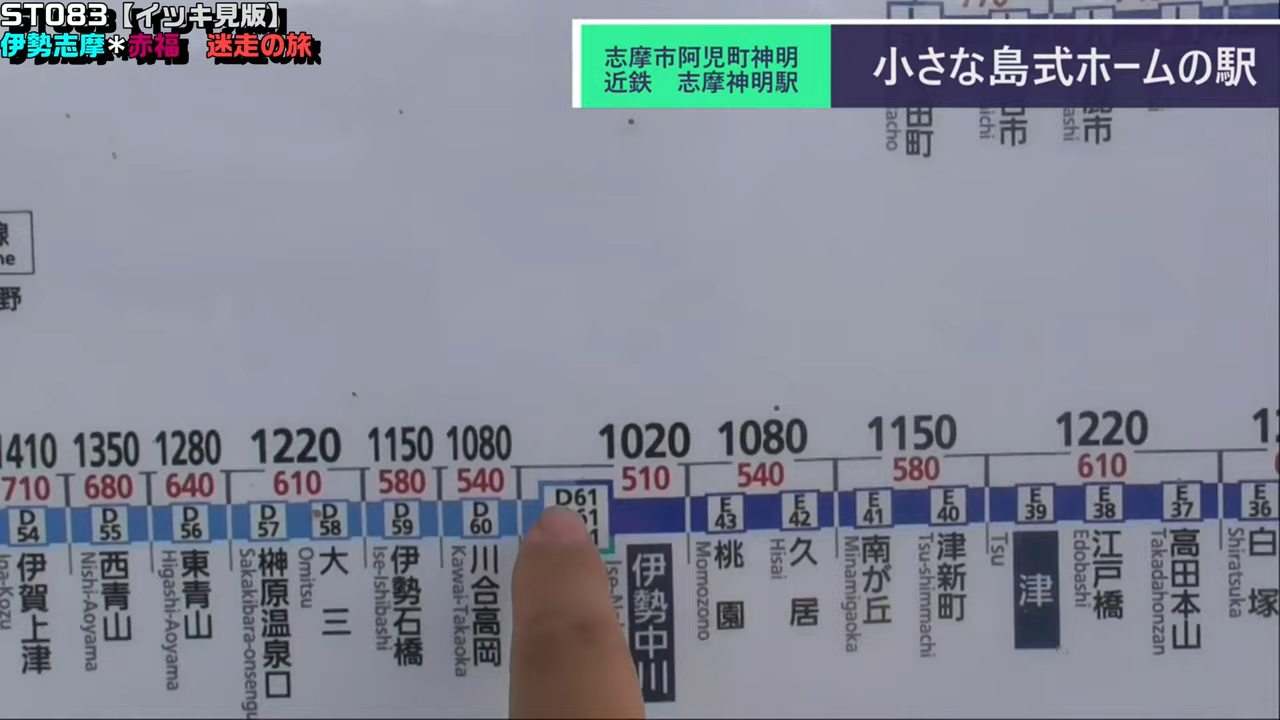 ST083【イッキ見版】
伊勢志摩*赤福 迷走の旅
志摩市阿児町神明
近鉄 志摩神明駅
小さな島式ホームの駅
1410 1350 1280 1220 1150 1080 1020 1080 1150 1220
710 680 640 610 580 540 510 540 580 610
D54 D55 D56 D57 D58 D59 D60 D61 E43 E42 E41 E40 E39 E38 E37 E36
伊賀上津
西青山 Nishi-Aoyama
東青山 Higashi-Aoyama
榊原温泉口
大三 Omitsu
伊勢石橋 Ise-Ishibashi
川合高岡 Kawai-Takaoka
伊勢中川
桃園 Momozono
久居 Hisai
南が丘 Minamigaoka
津新町 Tsu-shimmachi
津 Tsu
江戸橋 Edobashi
高田本山 Takadahonzan
白塚 Shiratsuka